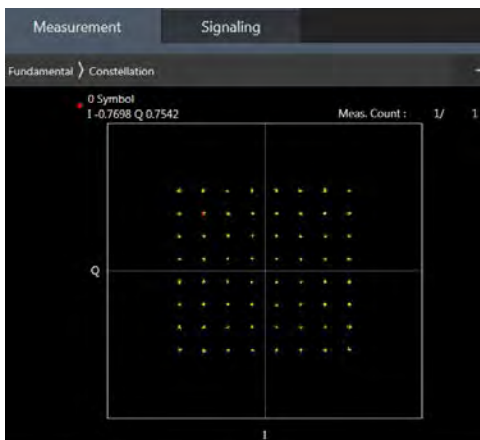 Measurement Signaling
Fundamental 〉 Constellation
0 Symbol
I -0.7698 Q 0.7542 Meas. Count : 1/ 1
Q
I